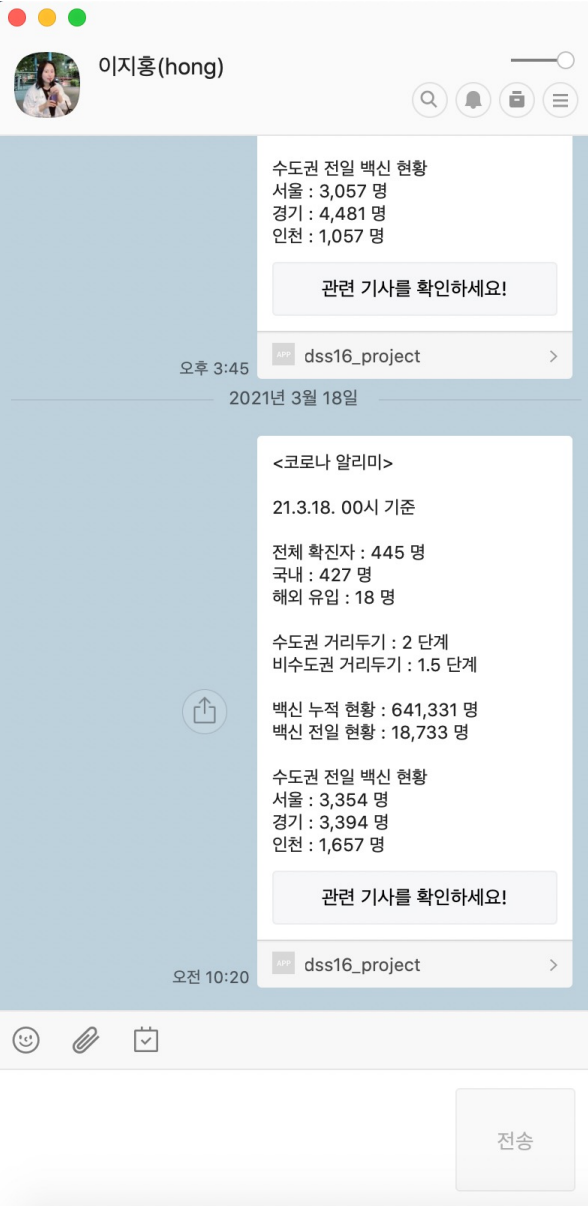 이지홍(hong)
수도권 전일 백신 현황
서울 : 3,057 명
경기 : 4,481 명
인천 : 1,057 명
관련 기사를 확인하세요!
APP dss16_project
오후 3:45
2021년 3월 18일
<코로나 알리미>
21.3.18. 00시 기준
전체 확진자 : 445 명
국내 : 427 명
해외 유입 : 18 명
수도권 거리두기 : 2 단계
비수도권 거리두기 : 1.5 단계
백신 누적 현황 : 641,331 명
백신 전일 현황 : 18,733 명
수도권 전일 백신 현황
서울 : 3,354 명
경기 : 3,394 명
인천 : 1,657 명
관련 기사를 확인하세요!
APP dss16_project
오전 10:20
전송